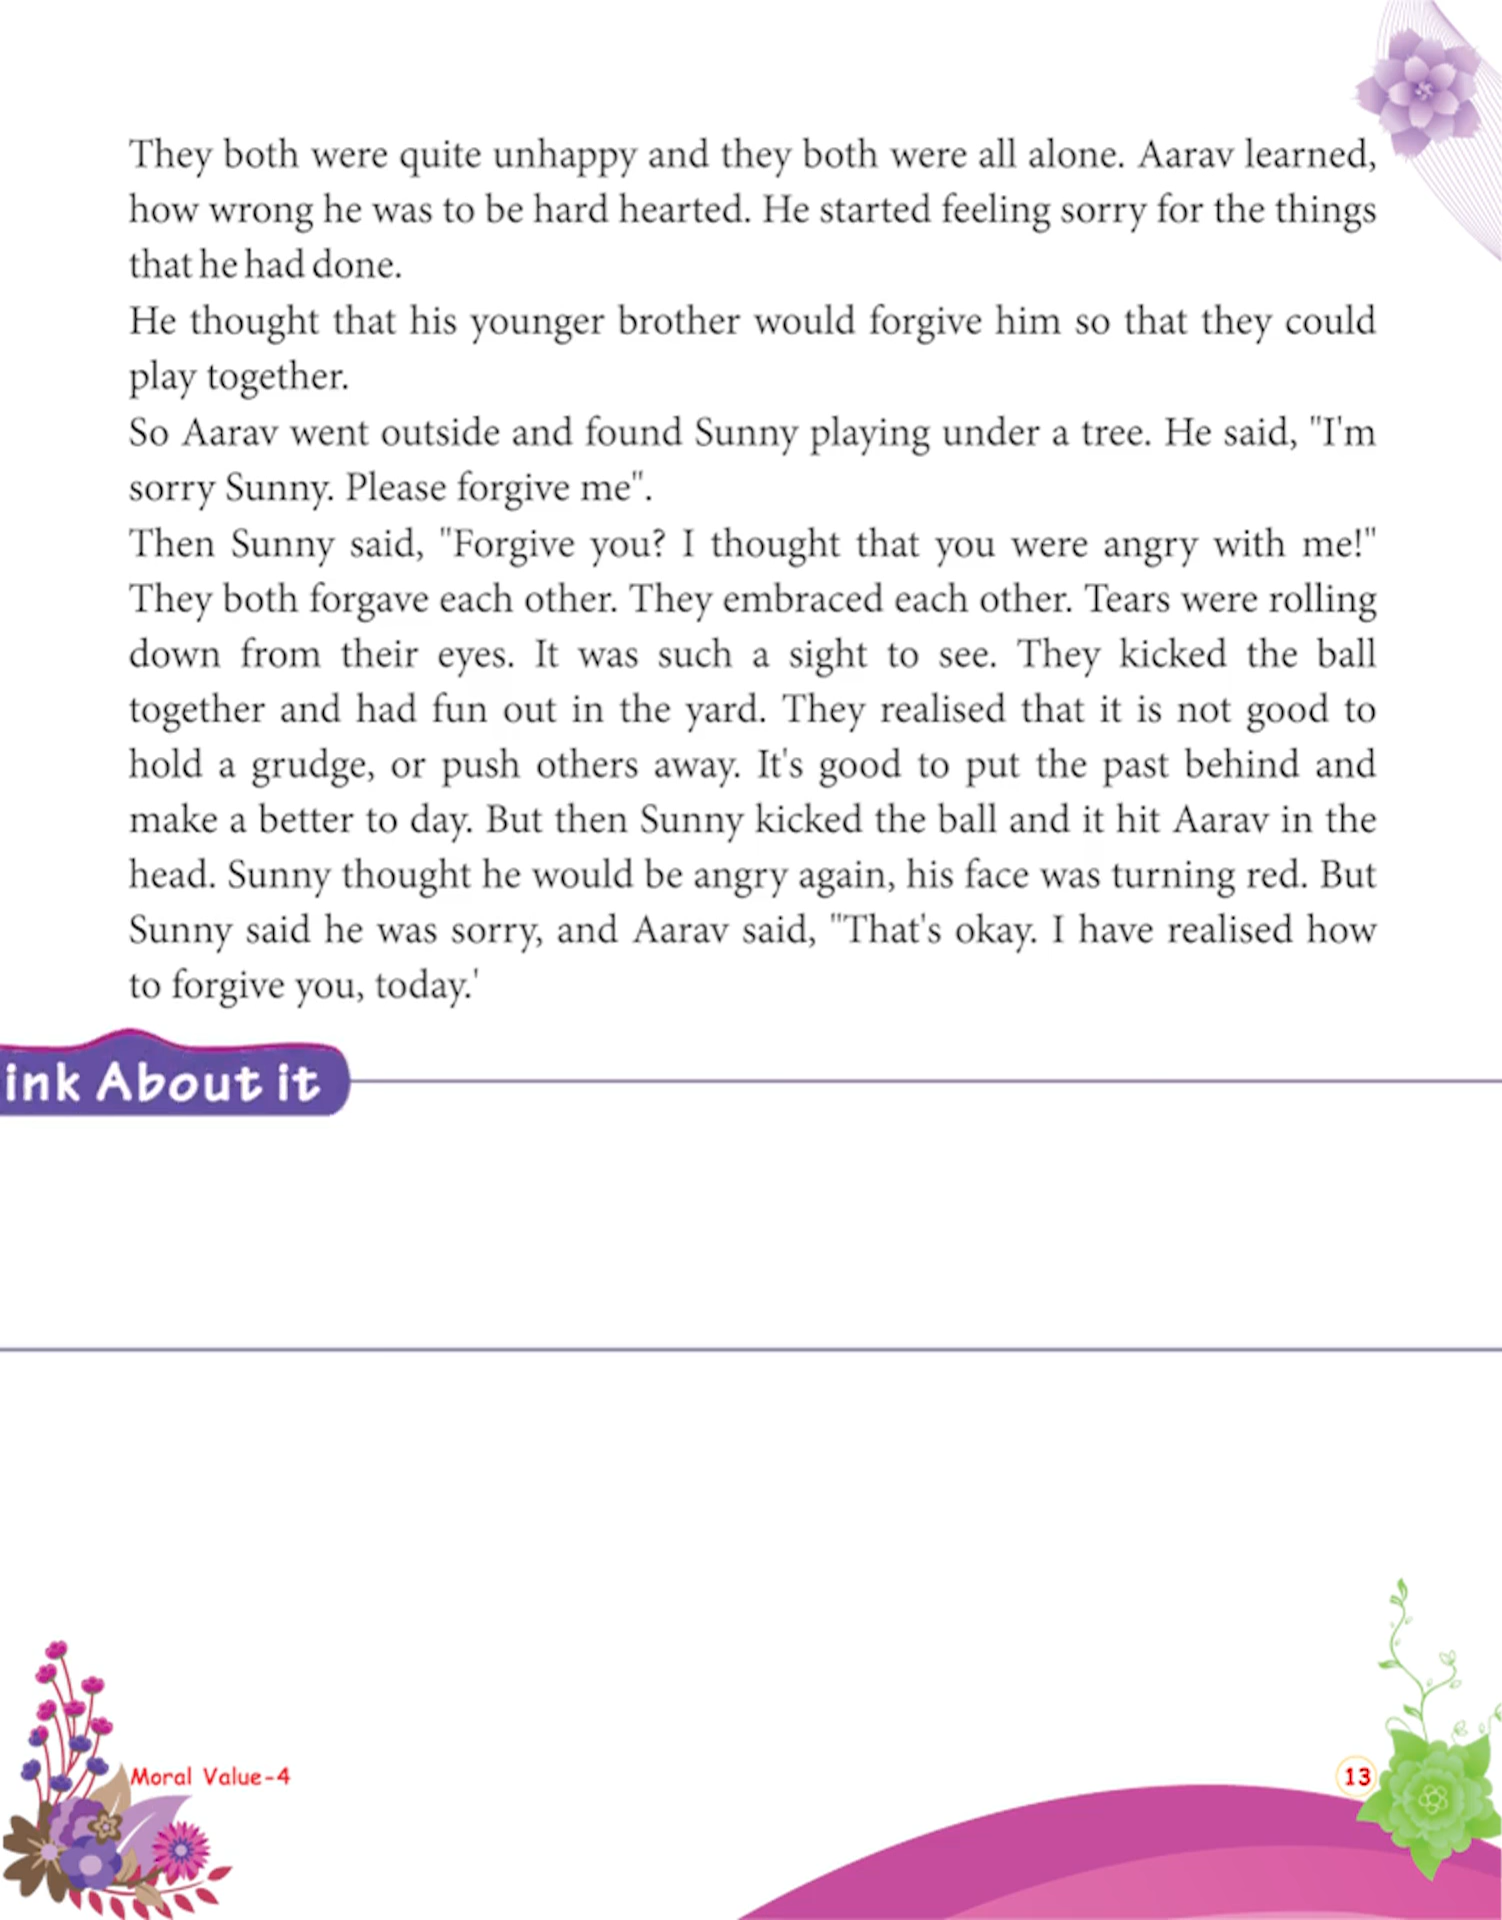 They both were quite unhappy and they both were all alone. Aarav learned,
how wrong he was to be hard hearted. He started feeling sorry for the things
that he had done.
He thought that his younger brother would forgive him so that they could
play together.
So Aarav went outside and found Sunny playing under a tree. He said, "I'm
sorry Sunny. Please forgive me".
Then Sunny said, "Forgive you? I thought that you were angry with me!"
They both forgave each other. They embraced each other. Tears were rolling
down from their eyes. It was such a sight to see. They kicked the ball
together and had fun out in the yard. They realised that it is not good to
hold a grudge, or push others away. It's good to put the past behind and
make a better to day. But then Sunny kicked the ball and it hit Aarav in the
head. Sunny thought he would be angry again, his face was turning red. But
Sunny said he was sorry, and Aarav said, "That's okay. I have realised how
to forgive you, today.'
ink About it
Moral Value-4
13